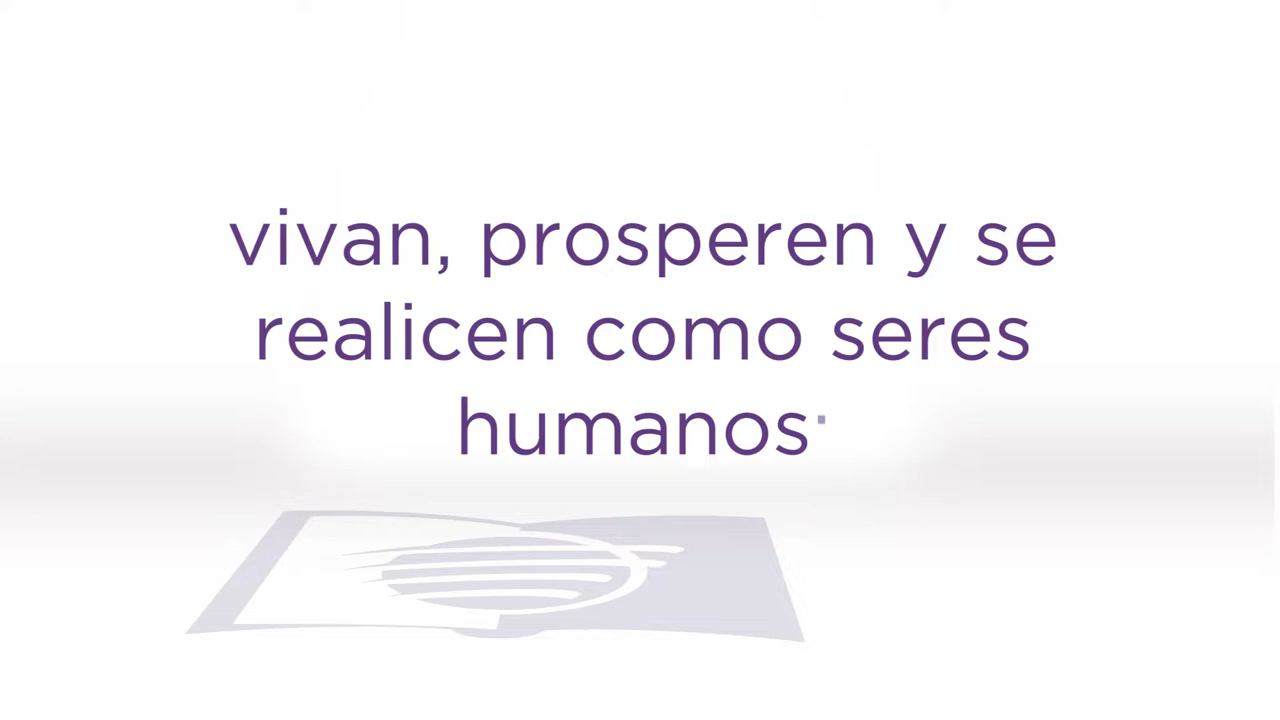 vivan, prosperen y se
realicen como seres
humanos